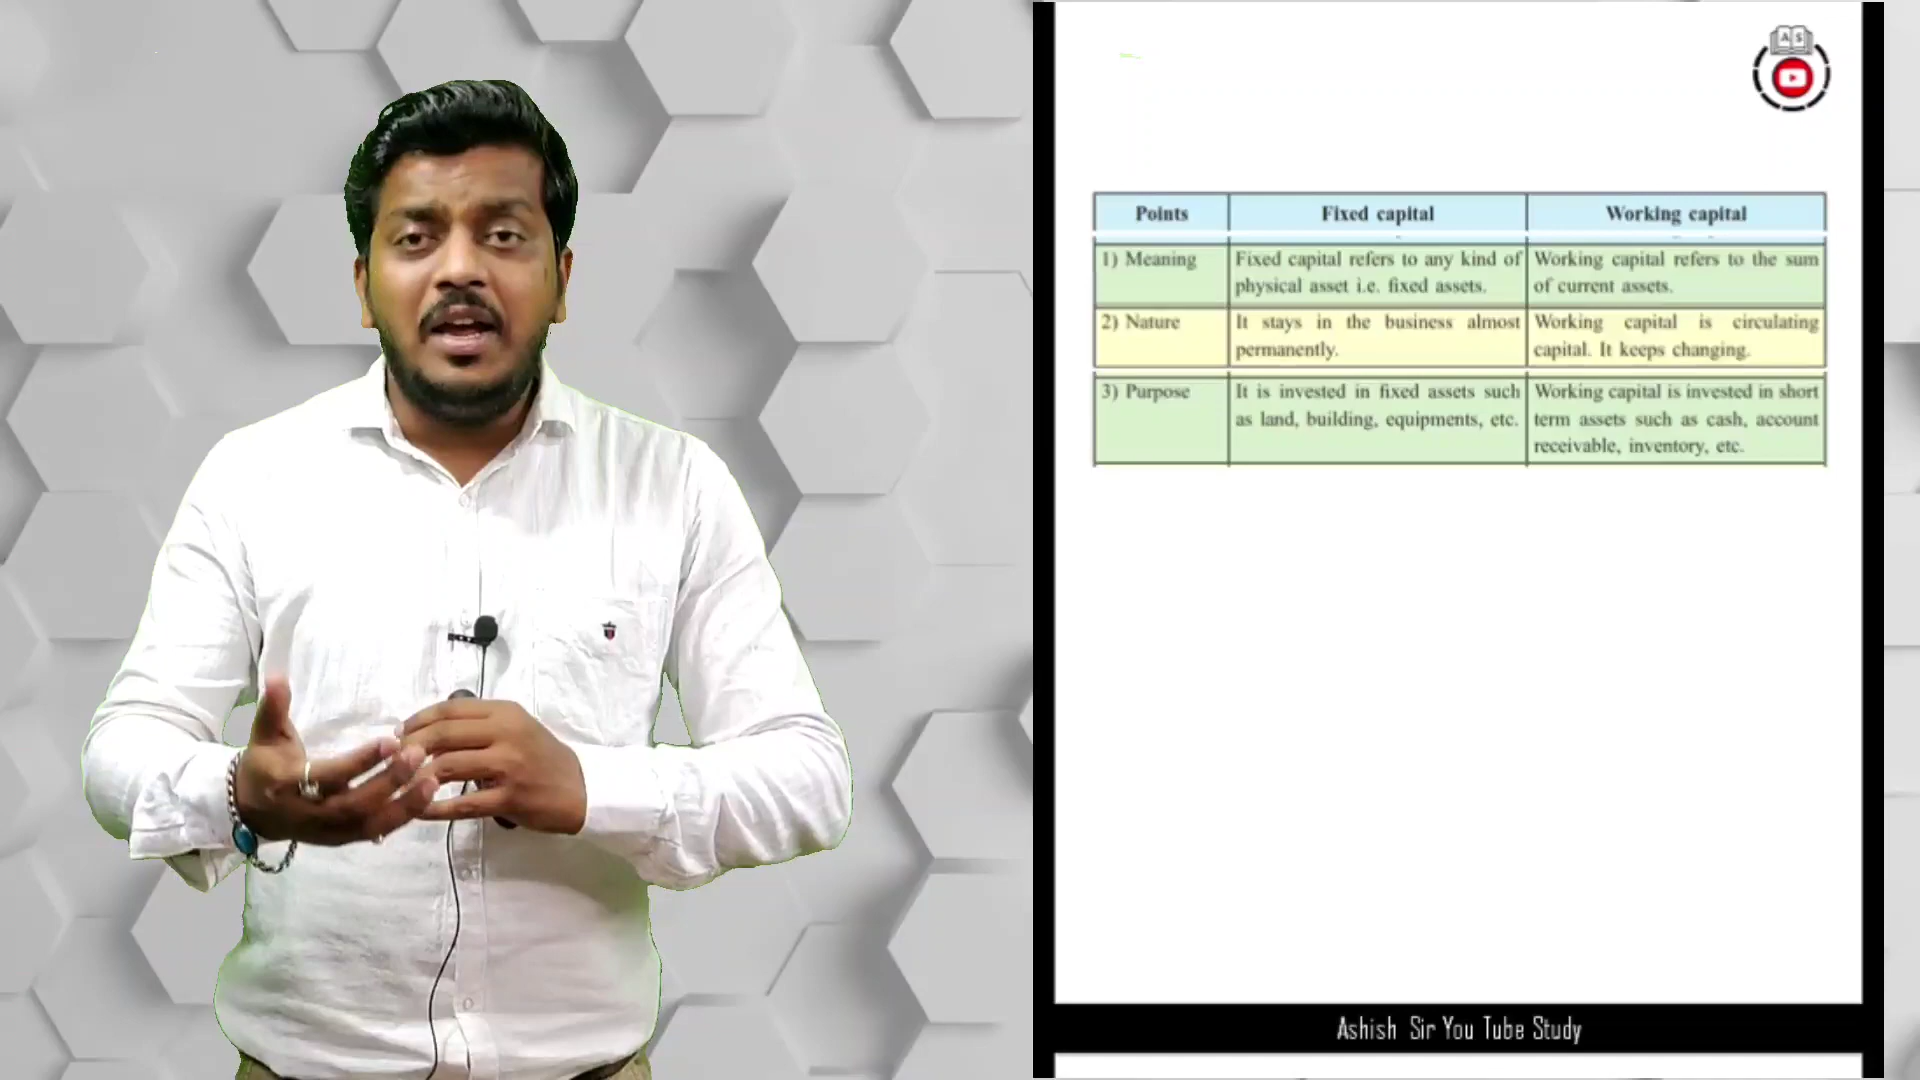 A S
Points Fixed capital Working capital
1) Meaning Fixed capital refers to any kind of Working capital refers to the sum
physical asset i.e. fixed assets. of current assets.
2) Nature It stays in the business almost Working capital is circulating
permanently. capital. It keeps changing.
3) Purpose It is invested in fixed assets such Working capital is invested in short
as land, building, equipments, etc. term assets such as cash, account
receivable, inventory, etc.
Ashish Sir You Tube Study